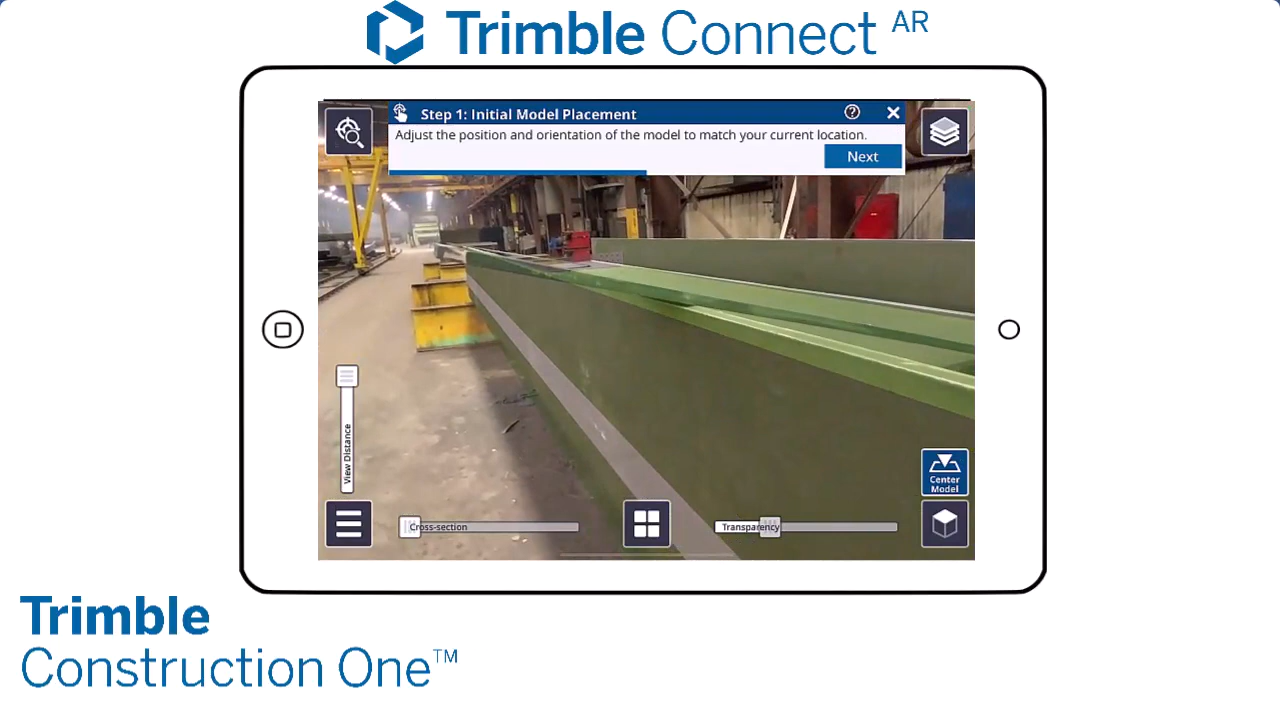 Trimble Connect AR
Step 1: Initial Model Placement
Adjust the position and orientation of the model to match your current location.
Next
View Distance
Center
Model
Cross-section
Transparency
Trimble
Construction One™